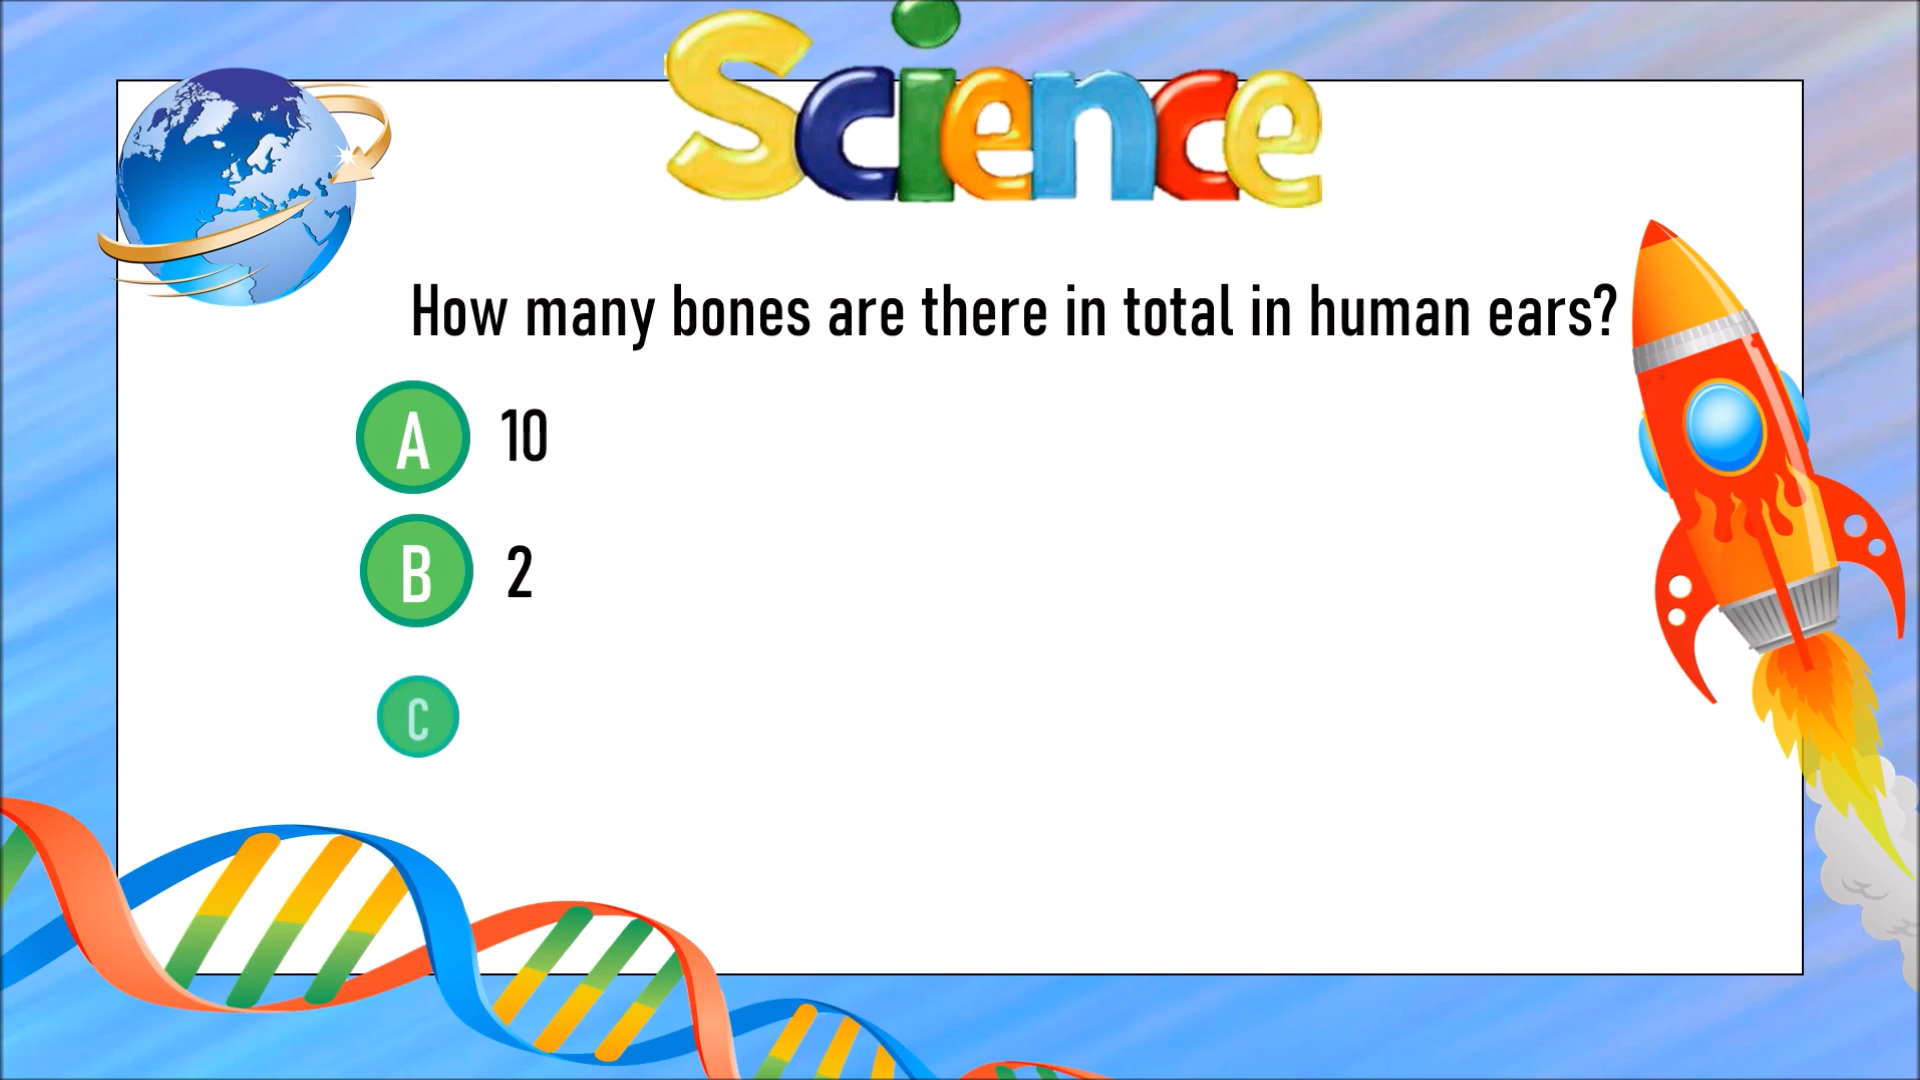 Science
How many bones are there in total in human ears?
A 10
B 2
C